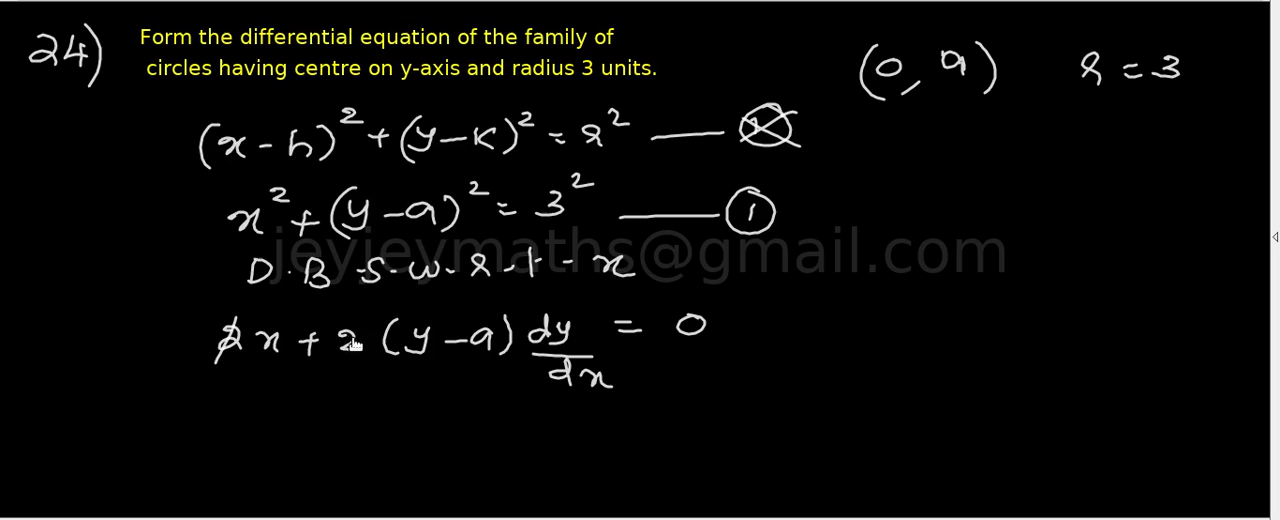 24) Form the differential equation of the family of
circles having centre on y-axis and radius 3 units.
(0, a) r = 3
(x - h)² + (y - k)² = r²
x² + (y - a)² = 3² ①
jeyjeymaths@gmail.com
D.B.S.w.r.t.x
2x + 2(y - a) dy/dx = 0